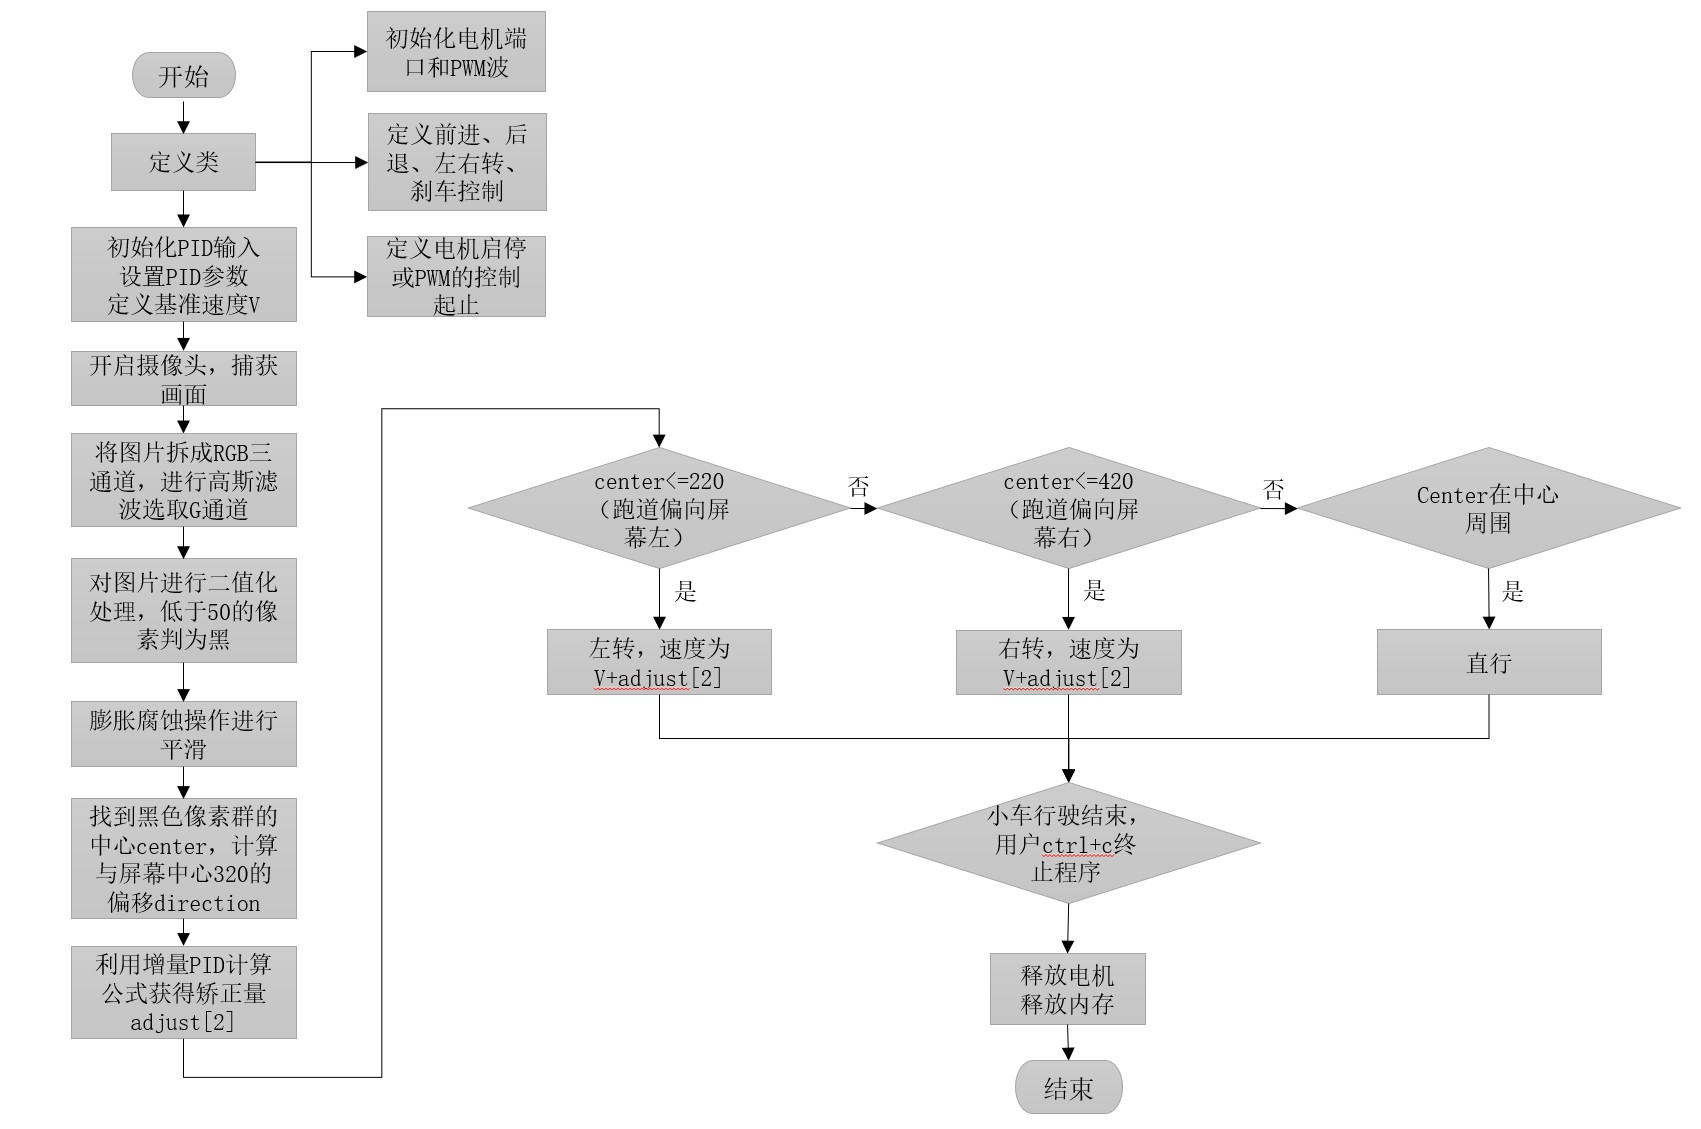 开始
定义类
初始化电机端
口和PWM波
定义前进、后
退、左右转、
刹车控制
定义电机启停
或PWM的控制
起止
初始化PID输入
设置PID参数
定义基准速度V
开启摄像头，捕获
画面
将图片拆成RGB三
通道，进行高斯滤
波选取G通道
对图片进行二值化
处理，低于50的像
素判为黑
膨胀腐蚀操作进行
平滑
找到黑色像素群的
中心center，计算
与屏幕中心320的
偏移direction
利用增量PID计算
公式获得矫正量
adjust[2]
center<=220
（跑道偏向屏
幕左）
否
center<=420
（跑道偏向屏
幕右）
否
Center在中心
周围
是
是
是
左转，速度为
V+adjust[2]
右转，速度为
V+adjust[2]
直行
小车行驶结束，
用户ctrl+c终
止程序
释放电机
释放内存
结束